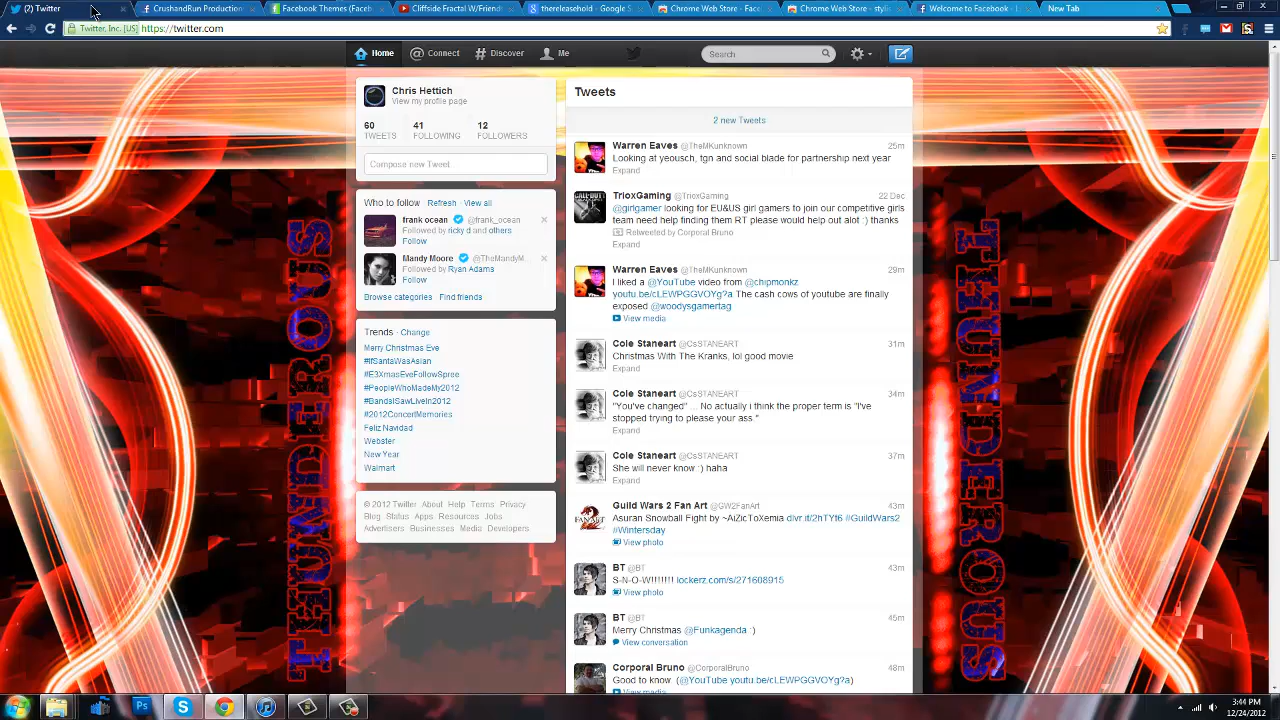 (2) Twitter
CrushandRun Production
Facebook Themes (Faceb
Cliffside Fractal W/Friend
thereleasehold - Google S
Chrome Web Store - Face
Chrome Web Store - stylis
Welcome to Facebook - L
New Tab
Twitter, Inc. [US] https://twitter.com
Home
Connect
Discover
Me
Search
Chris Hettich
View my profile page
60
TWEETS
41
FOLLOWING
12
FOLLOWERS
Compose new Tweet...
Who to follow · Refresh · View all
frank ocean @frank_ocean
Followed by ricky d and others
Follow
Mandy Moore @TheMandyM...
Followed by Ryan Adams
Follow
Browse categories · Find friends
Trends · Change
Merry Christmas Eve
#IfSantaWasAsian
#E3XmasEveFollowSpree
#PeopleWhoMadeMy2012
#BandsISawLiveIn2012
#2012ConcertMemories
Feliz Navidad
Webster
New Year
Walmart
© 2012 Twitter About Help Terms Privacy
Blog Status Apps Resources Jobs
Advertisers Businesses Media Developers
Tweets
2 new Tweets
Warren Eaves @TheMKunknown 25m
Looking at yeousch, tgn and social blade for partnership next year
Expand
TrioxGaming @TrioxGaming 22 Dec
@girlgamer looking for EU&US girl gamers to join our competitive girls
team need help finding them RT please would help out alot :) thanks
Retweeted by Corporal Bruno
Expand
Warren Eaves @TheMKunknown 29m
I liked a @YouTube video from @chipmonkz
youtu.be/cLEWPGGVOYg?a The cash cows of youtube are finally
exposed @woodysgamertag
View media
Cole Staneart @CsSTANEART 31m
Christmas With The Kranks, lol good movie
Expand
Cole Staneart @CsSTANEART 34m
"You've changed" ... No actually i think the proper term is "I've
stopped trying to please your ass."
Expand
Cole Staneart @CsSTANEART 37m
She will never know :) haha
Expand
Guild Wars 2 Fan Art @GW2FanArt 43m
Asuran Snowball Fight by ~AiZicToXemia dlvr.it/2hTYt6 #GuildWars2
#Wintersday
View photo
BT @BT 43m
S-N-O-W!!!!!!! lockerz.com/s/271608915
View photo
BT @BT 45m
Merry Christmas @Funkagenda :)
View conversation
Corporal Bruno @CorporalBruno 48m
Good to know. (@YouTube youtu.be/cLEWPGGVOYg?a)
View media
THUNDEROUS
THUNDEROUS
3:44 PM
12/24/2012